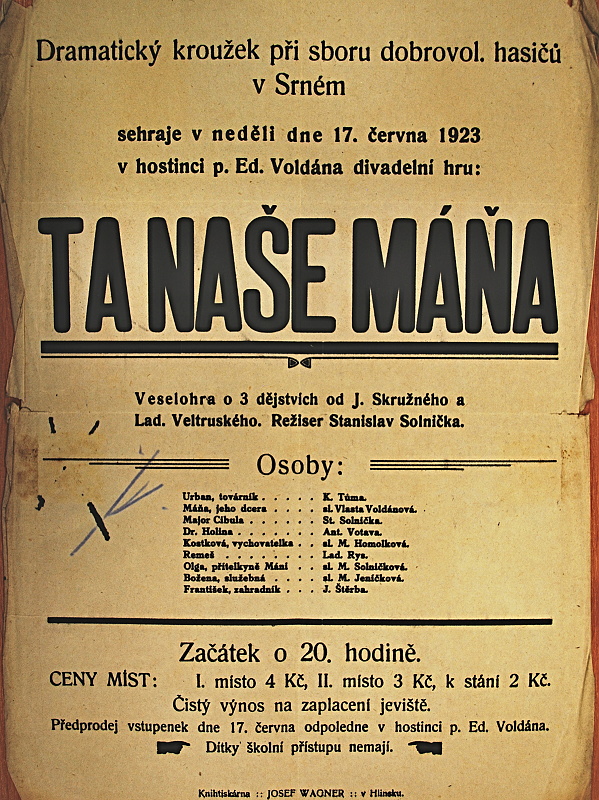 Dramatický kroužek při sboru dobrovol. hasičů
v Srném
sehraje v neděli dne 17. června 1923
v hostinci p. Ed. Voldána divadelní hru:
TA NAŠE MÁŇA
Veselohra o 3 dějstvích od J. Skružného a
Lad. Veltruského. Režiser Stanislav Solnička.
Osoby:
Urban, továrník . . . . . K. Tůma.
Máňa, jeho dcera . . . . sl. Vlasta Voldánová.
Major Cibula . . . . . . St. Solnička.
Dr. Holina . . . . . . . Ant. Votava.
Kostková, vychovatelka . . sl. M. Homolková.
Remeš . . . . . . . Lad. Rys.
Olga, přítelkyně Máni . . sl. M. Solničková.
Božena, služebná . . . . sl. M. Jeníčková.
František, zahradník . . . J. Štěrba.
Začátek o 20. hodině.
CENY MÍST: I. místo 4 Kč, II. místo 3 Kč, k stání 2 Kč.
Čistý výnos na zaplacení jeviště.
Předprodej vstupenek dne 17. června odpoledne v hostinci p. Ed. Voldána.
Dítky školní přístupu nemají.
Knihtiskárna :: JOSEF WAGNER :: v Hlinsku.